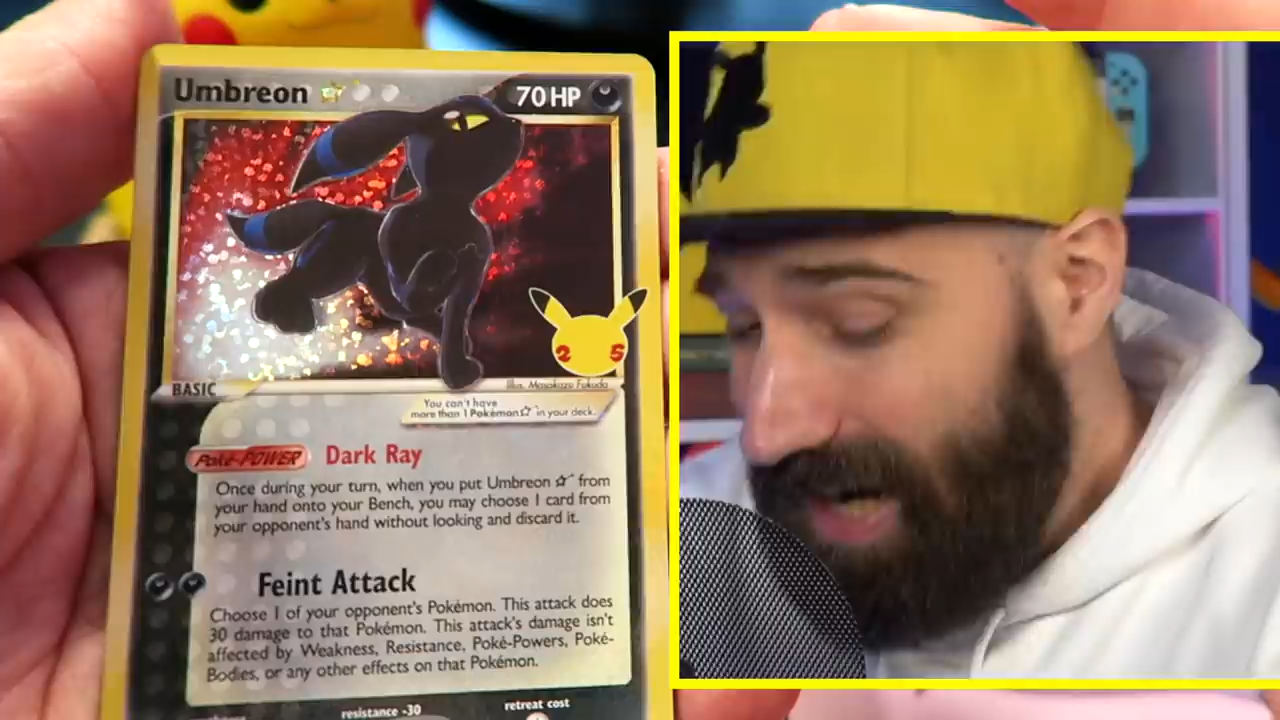 Umbreon ☆
70 HP
2 5
BASIC
Illus. Masakazu Fukuda
You can't have
more than 1 Pokémon☆ in your deck.
Poké-POWER Dark Ray
Once during your turn, when you put Umbreon ☆ from
your hand onto your Bench, you may choose 1 card from
your opponent's hand without looking and discard it.
Feint Attack
Choose 1 of your opponent's Pokémon. This attack does
30 damage to that Pokémon. This attack's damage isn't
affected by Weakness, Resistance, Poké-Powers, Poké-
Bodies, or any other effects on that Pokémon.
resistance -30
retreat cost